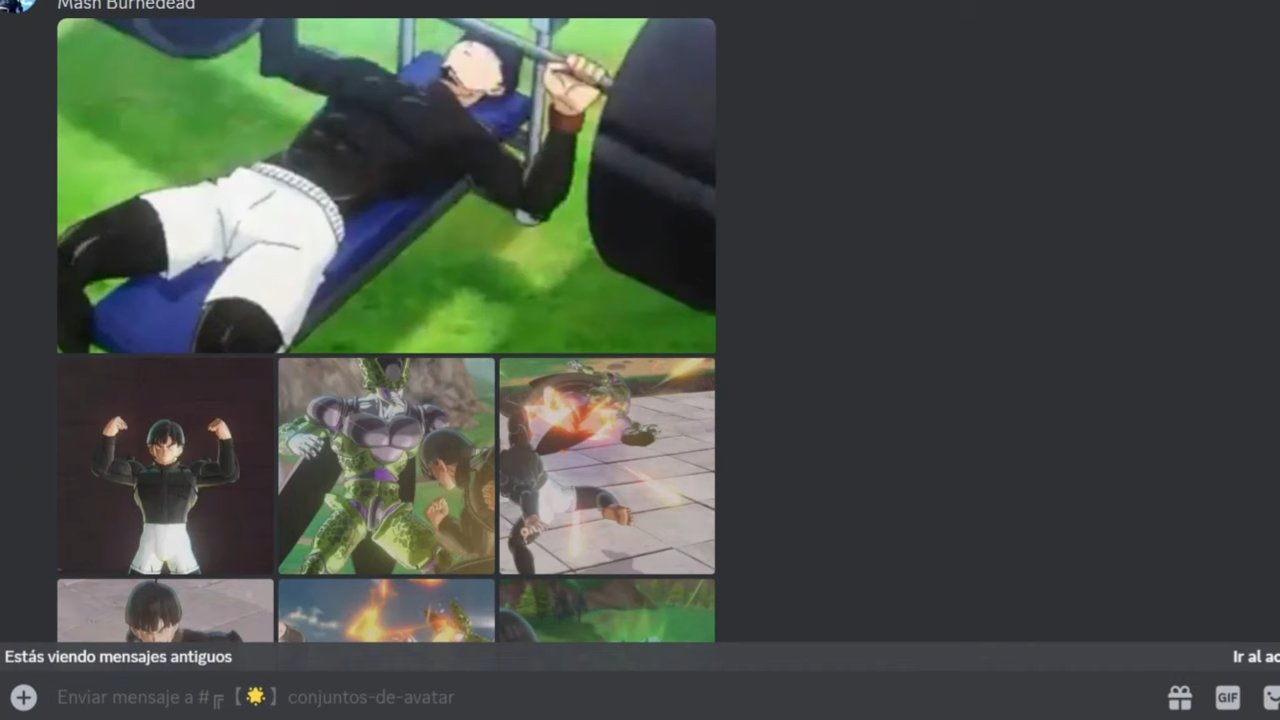 Mash Burnedead
Estás viendo mensajes antiguos
Ir al ac
Enviar mensaje a #╔【🌟】conjuntos-de-avatar
GIF